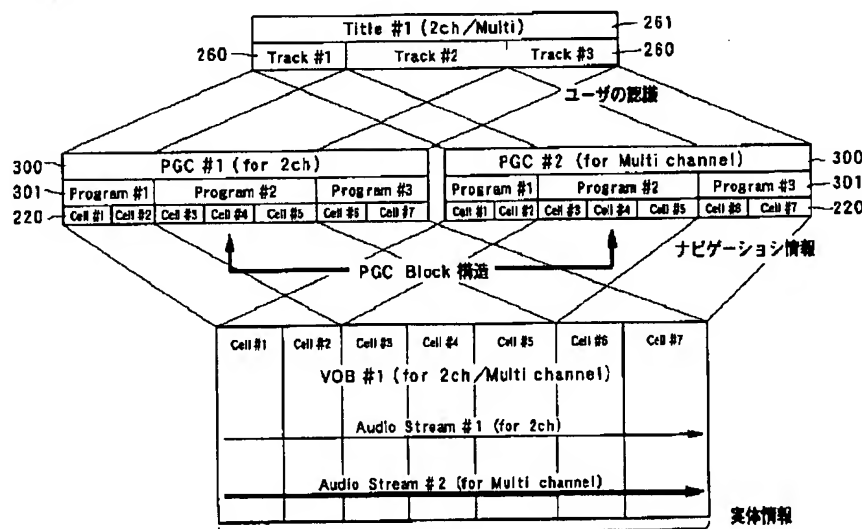 Title #1 (2ch/Multi)
261
260
Track #1
Track #2
Track #3
260
ユーザの認識
300
PGC #1 (for 2ch)
PGC #2 (for Multi channel)
300
301
Program #1
Program #2
Program #3
Program #1
Program #2
Program #3
301
220
Cell #1
Cell #2
Cell #3
Cell #4
Cell #5
Cell #6
Cell #7
Cell #1
Cell #2
Cell #3
Cell #4
Cell #5
Cell #6
Cell #7
220
ナビゲーション情報
PGC Block 構造
Cell #1
Cell #2
Cell #3
Cell #4
Cell #5
Cell #6
Cell #7
VOB #1 (for 2ch/Multi channel)
Audio Stream #1 (for 2ch)
Audio Stream #2 (for Multi channel)
実体情報